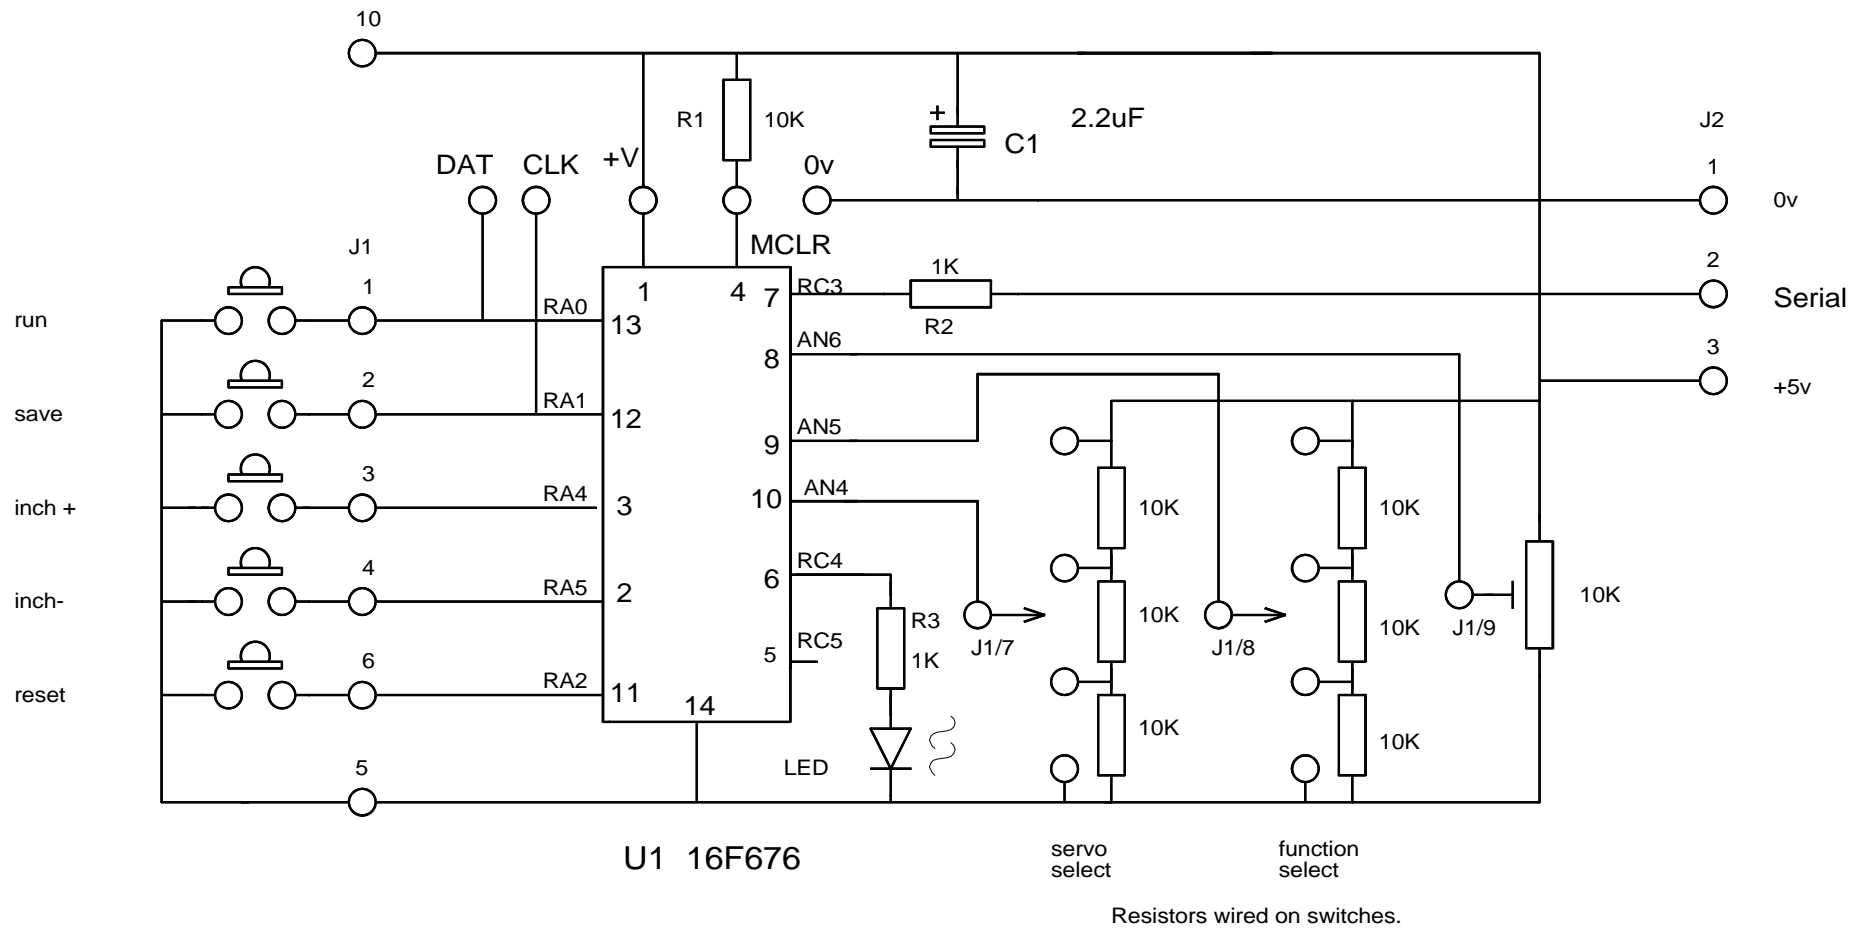 10
R1
10K
2.2uF
C1
J2
DAT
CLK
+V
0v
1
0v
J1
MCLR
1K
2
1
RC3
RA0
1
4
7
Serial
run
13
R2
AN6
8
3
2
+5v
save
RA1
12
AN5
9
3
AN4
10
inch +
RA4
3
10K
10K
4
RC4
6
inch-
RA5
2
10K
R3
10K
10K
J1/7
J1/8
J1/9
RC5
5
1K
6
reset
RA2
11
14
10K
10K
5
LED
U1 16F676
servo
select
function
select
Resistors wired on switches.